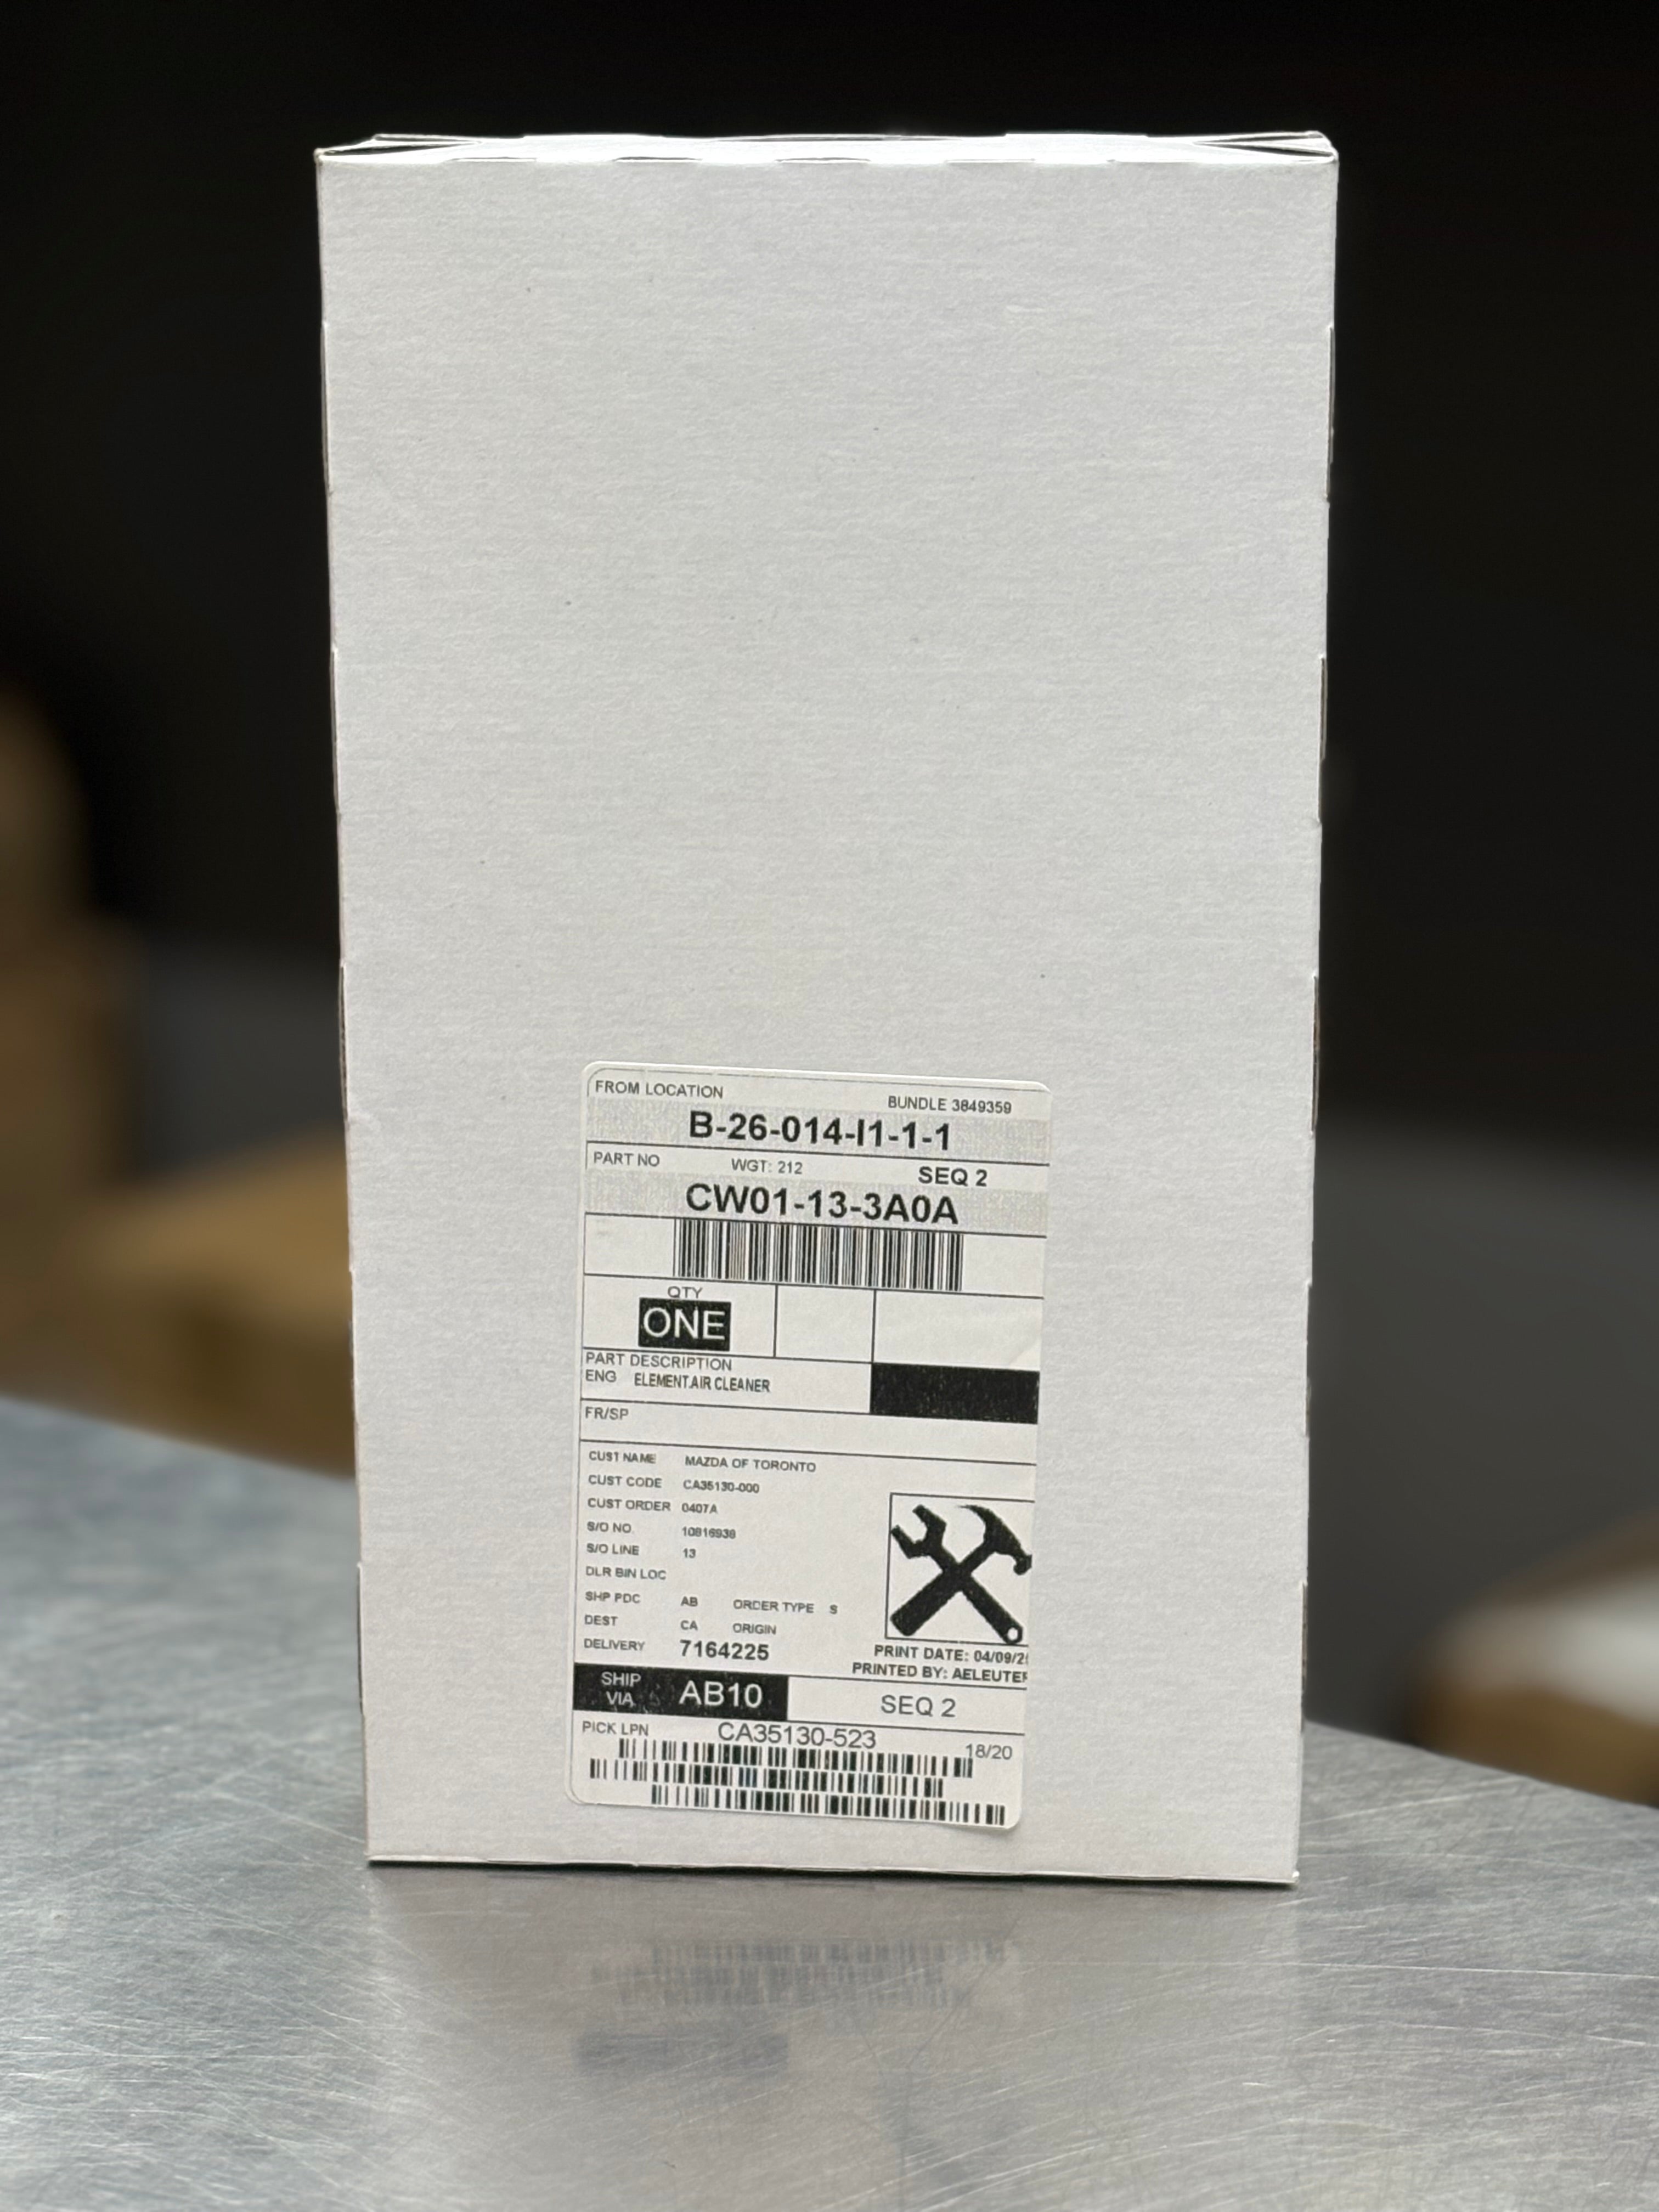 FROM LOCATION
BUNDLE 3849359
B-26-014-I1-1-1
PART NO WGT: 212 SEQ 2
CW01-13-3A0A
QTY
ONE
PART DESCRIPTION
ENG ELEMENT,AIR CLEANER
FR/SP
CUST NAME MAZDA OF TORONTO
CUST CODE CA35130-000
CUST ORDER 0407A
S/O NO. 10816938
S/O LINE 13
DLR BIN LOC
SHP PDC AB ORDER TYPE S
DEST CA ORIGIN
DELIVERY 7164225
PRINT DATE: 04/09/2
PRINTED BY: AELEUTE
SHIP VIA AB10 SEQ 2
PICK LPN CA35130-523 18/20